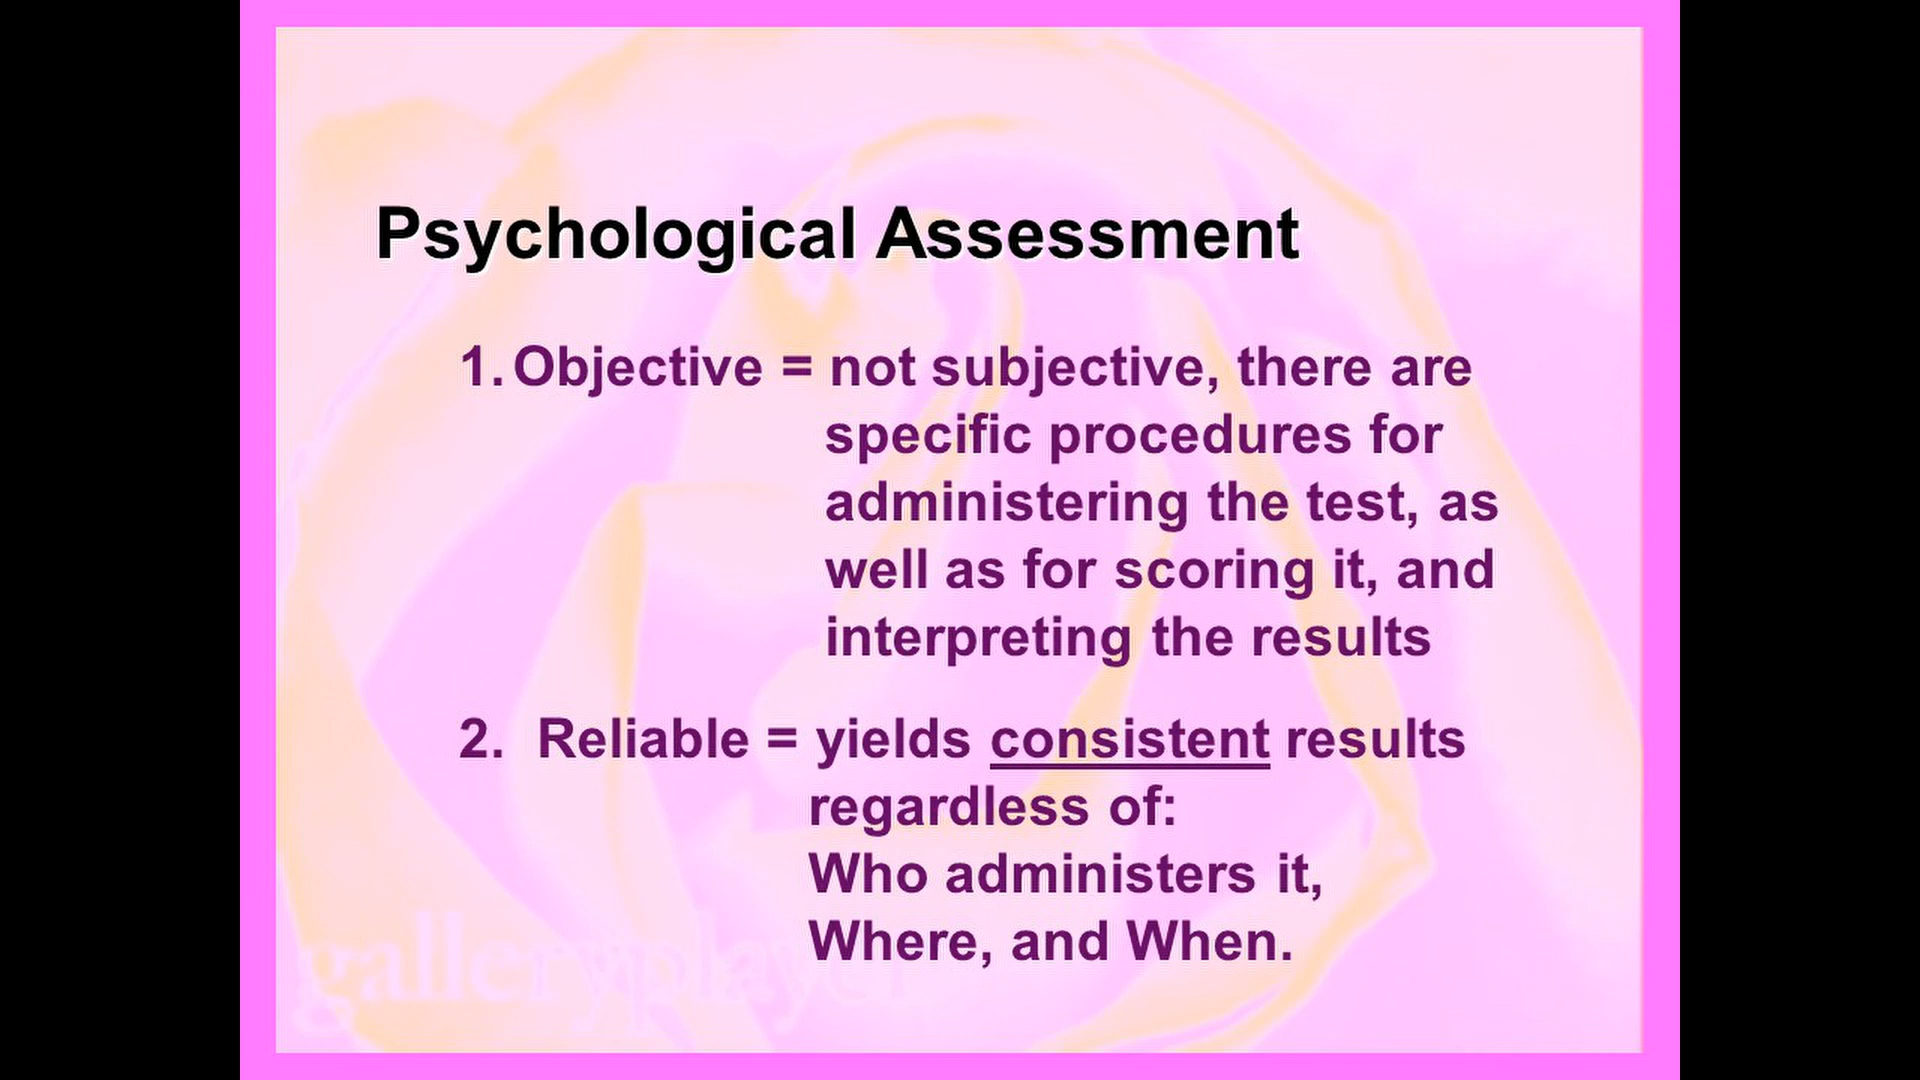 Psychological Assessment
1. Objective = not subjective, there are
specific procedures for
administering the test, as
well as for scoring it, and
interpreting the results
2. Reliable = yields consistent results
regardless of:
Who administers it,
Where, and When.
galleryplayer